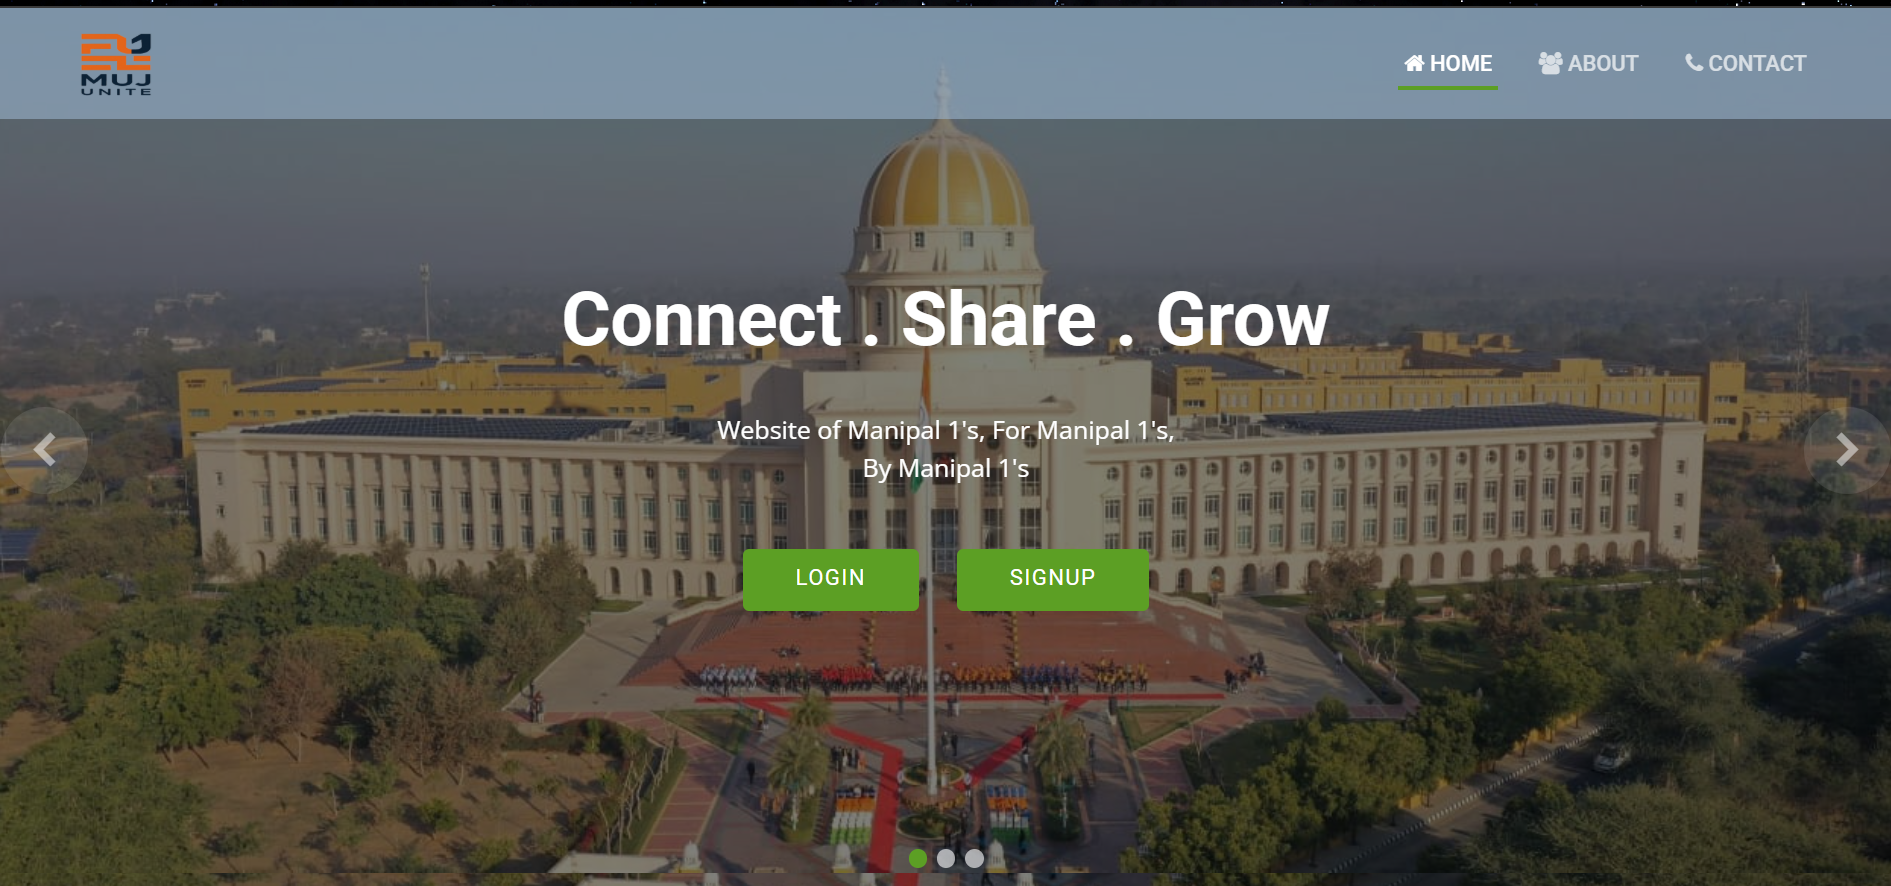 MUJ
UNITE
HOME
ABOUT
CONTACT
Connect . Share . Grow
Website of Manipal 1's, For Manipal 1's,
By Manipal 1's
LOGIN
SIGNUP